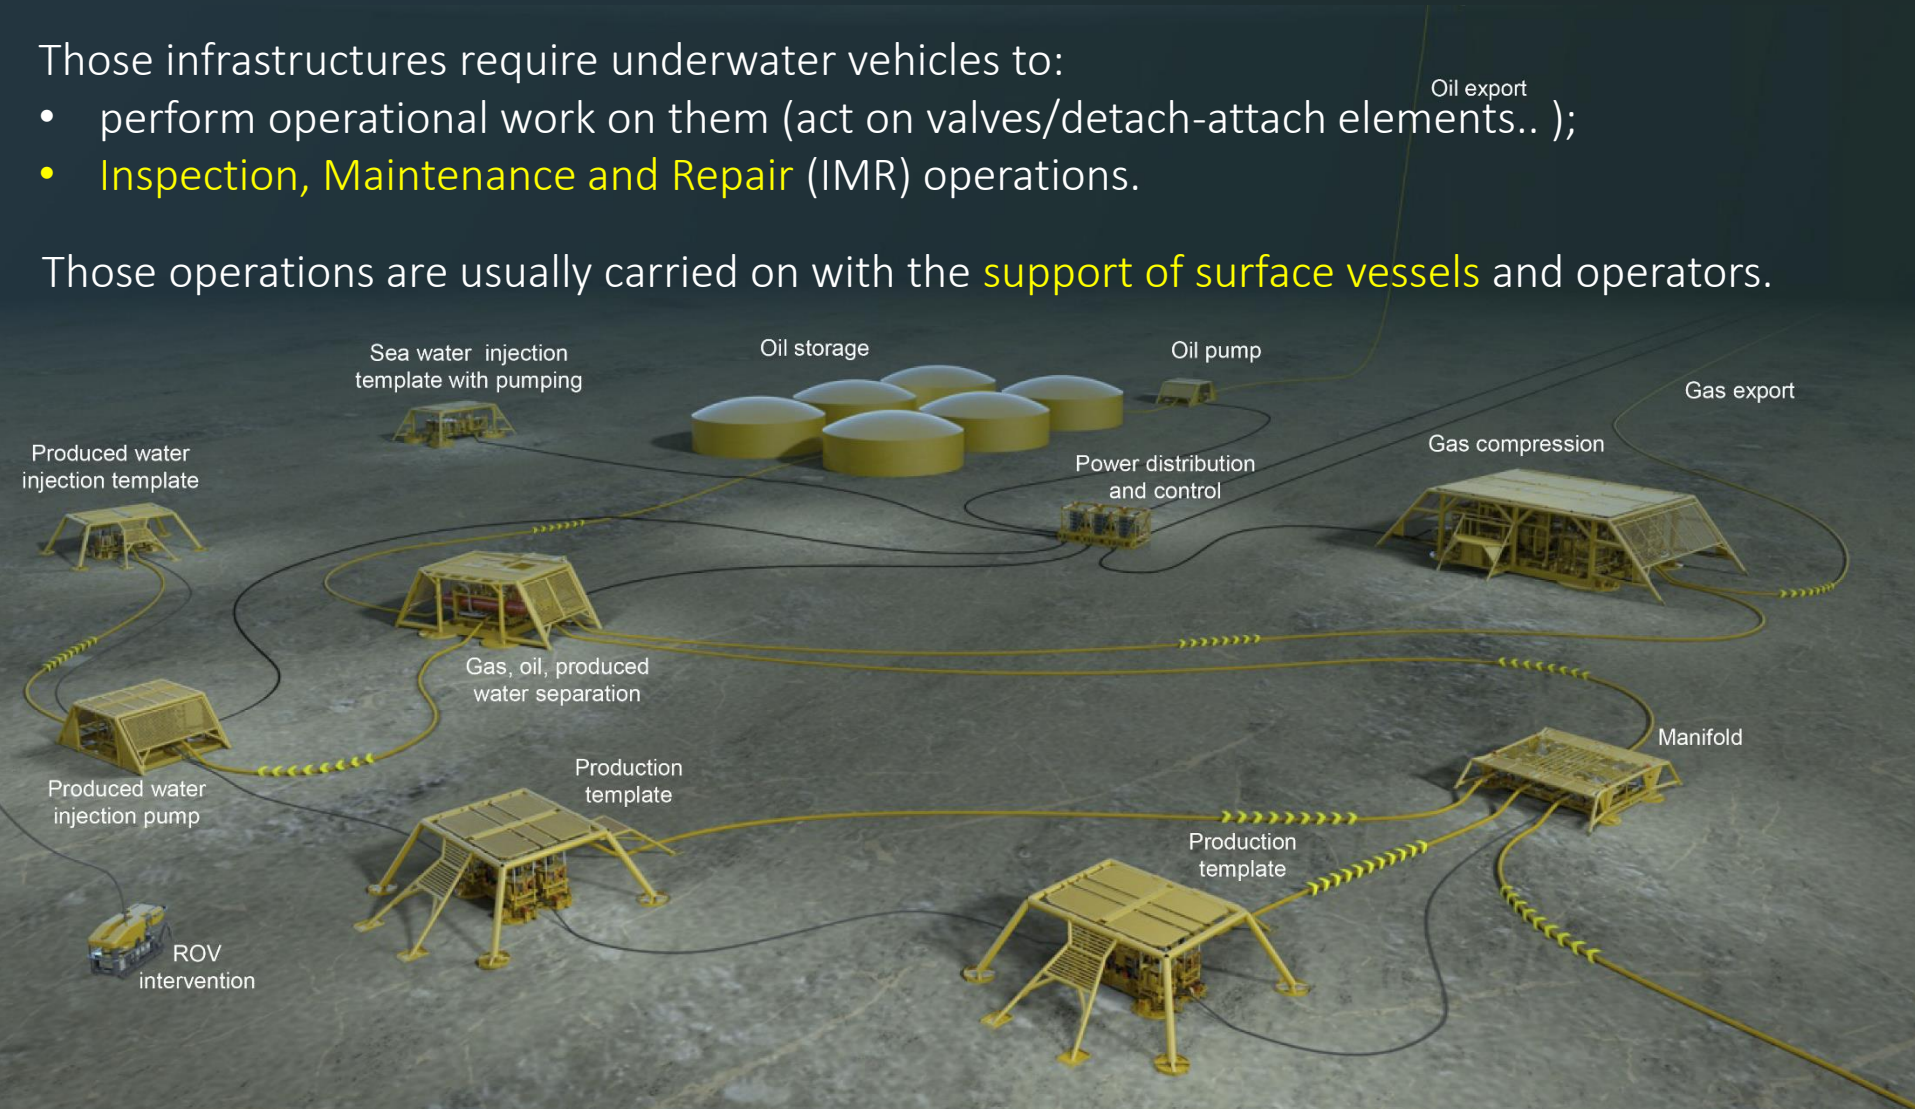 Those infrastructures require underwater vehicles to:
• perform operational work on them (act on valves/detach-attach elements.. );
• Inspection, Maintenance and Repair (IMR) operations.
Those operations are usually carried on with the support of surface vessels and operators.
Oil export
Sea water injection
template with pumping
Oil storage
Oil pump
Gas export
Produced water
injection template
Power distribution
and control
Gas compression
Gas, oil, produced
water separation
Manifold
Produced water
injection pump
Production
template
Production
template
ROV
intervention